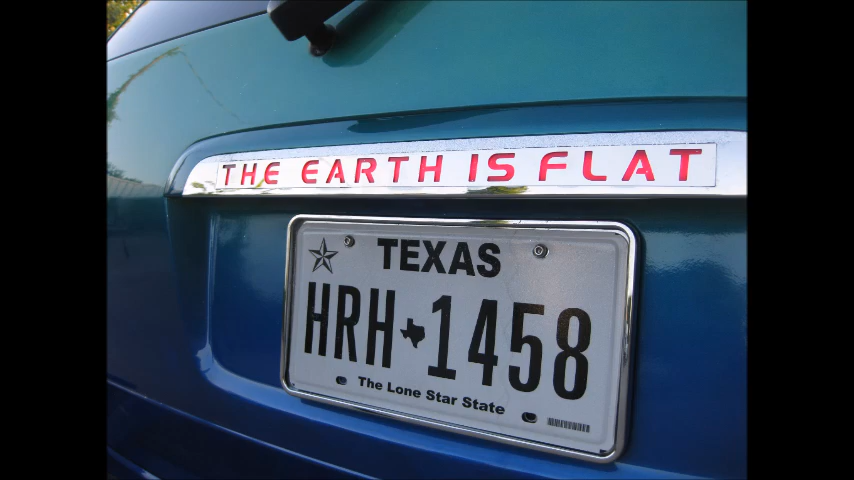 THE EARTH IS FLAT
TEXAS
HRH 1458
The Lone Star State